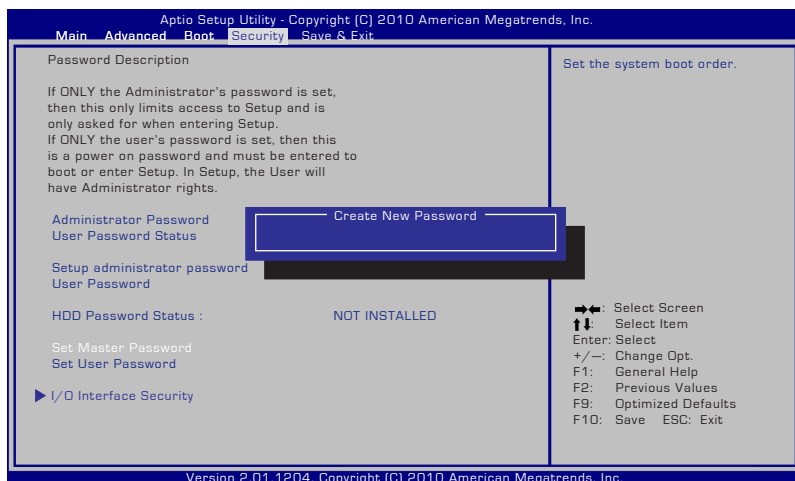 Aptio Setup Utility - Copyright (C) 2010 American Megatrends, Inc.
Main Advanced Boot Security Save & Exit
Password Description
If ONLY the Administrator's password is set,
then this only limits access to Setup and is
only asked for when entering Setup.
If ONLY the user's password is set, then this
is a power on password and must be entered to
boot or enter Setup. In Setup, the User will
have Administrator rights.
Administrator Password
User Password Status
Create New Password
Setup administrator password
User Password
HDD Password Status : NOT INSTALLED
Set Master Password
Set User Password
I/O Interface Security
Set the system boot order.
→←: Select Screen
↑↓: Select Item
Enter: Select
+/—: Change Opt.
F1: General Help
F2: Previous Values
F9: Optimized Defaults
F10: Save ESC: Exit
Version 2.01.1204. Copyright (C) 2010 American Megatrends, Inc.